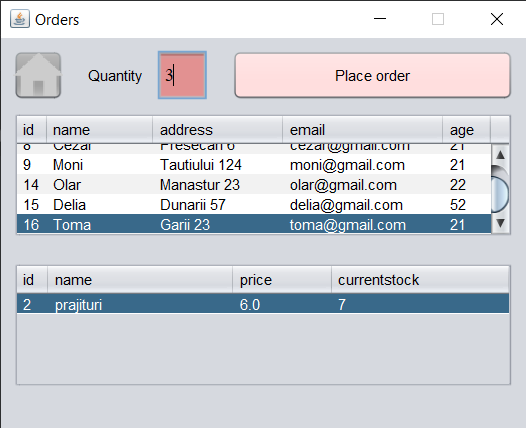 Orders
Quantity 3 Place order
id name address email age
8 Cezar Presecari 6 cezar@gmail.com 21
9 Moni Tautiului 124 moni@gmail.com 21
14 Olar Manastur 23 olar@gmail.com 22
15 Delia Dunarii 57 delia@gmail.com 52
16 Toma Garii 23 toma@gmail.com 21
id name price currentstock
2 prajituri 6.0 7